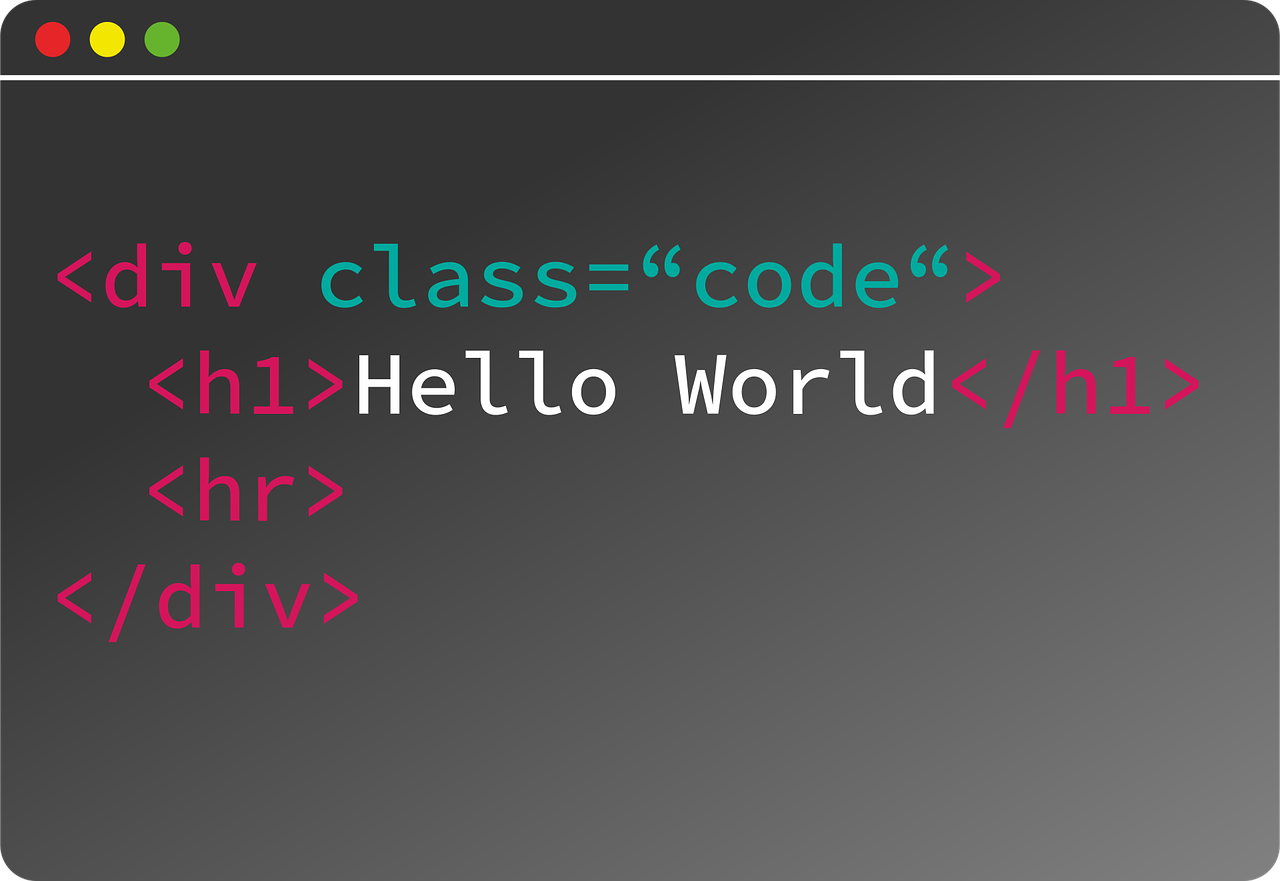 <div class=“code“>
<h1>Hello World</h1>
<hr>
</div>